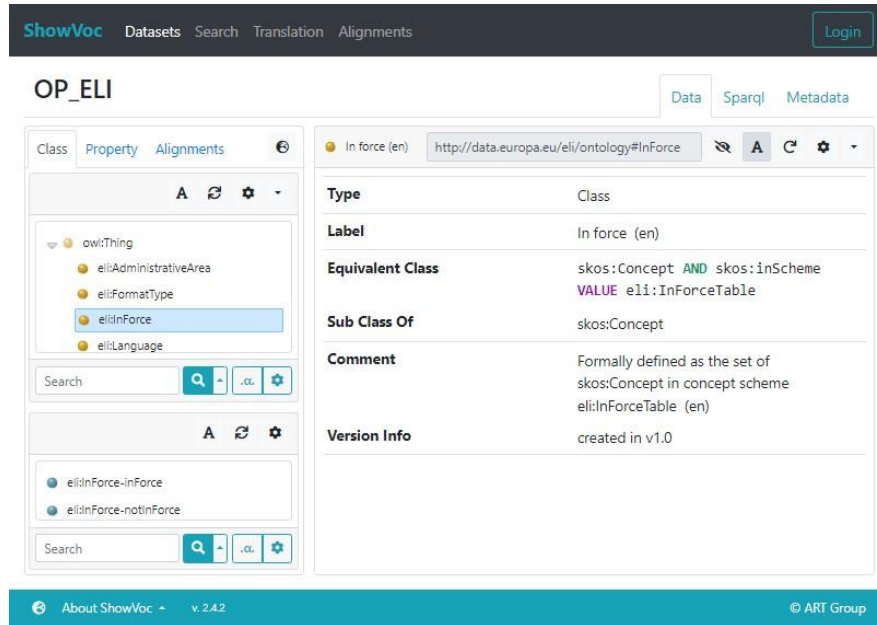 ShowVoc Datasets Search Translation Alignments Login
OP_ELI
Data Sparql Metadata
Class Property Alignments
In force (en) http://data.europa.eu/eli/ontology#InForce A
A
owl:Thing
eli:AdministrativeArea
eli:FormatType
eli:InForce
eli:Language
Search .α.
A
eli:InForce-inForce
eli:InForce-notInForce
Search .α.
Type Class
Label In force (en)
Equivalent Class skos:Concept AND skos:inScheme
VALUE eli:InForceTable
Sub Class Of skos:Concept
Comment Formally defined as the set of
skos:Concept in concept scheme
eli:InForceTable (en)
Version Info created in v1.0
About ShowVoc v. 2.4.2 © ART Group